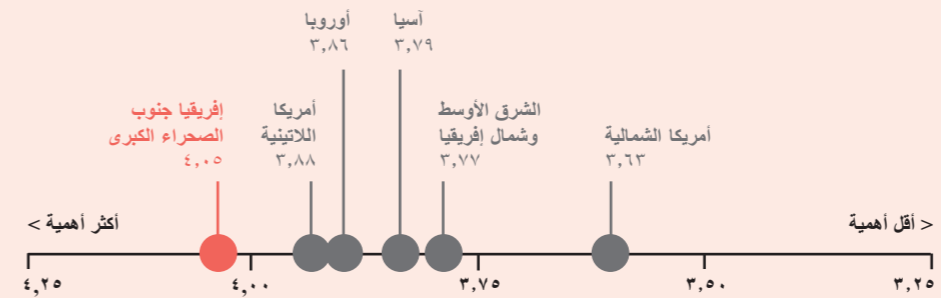 آسيا
٣,٧٩
أوروبا
٣,٨٦
أمريكا الشمالية
٣,٦٣
الشرق الأوسط
وشمال إفريقيا
٣,٧٧
أمريكا
اللاتينية
٣,٨٨
إفريقيا جنوب
الصحراء الكبرى
٤,٠٥
< أقل أهمية
أكثر أهمية >
٣,٢٥
٣,٥٠
٣,٧٥
٤,٠٠
٤,٢٥